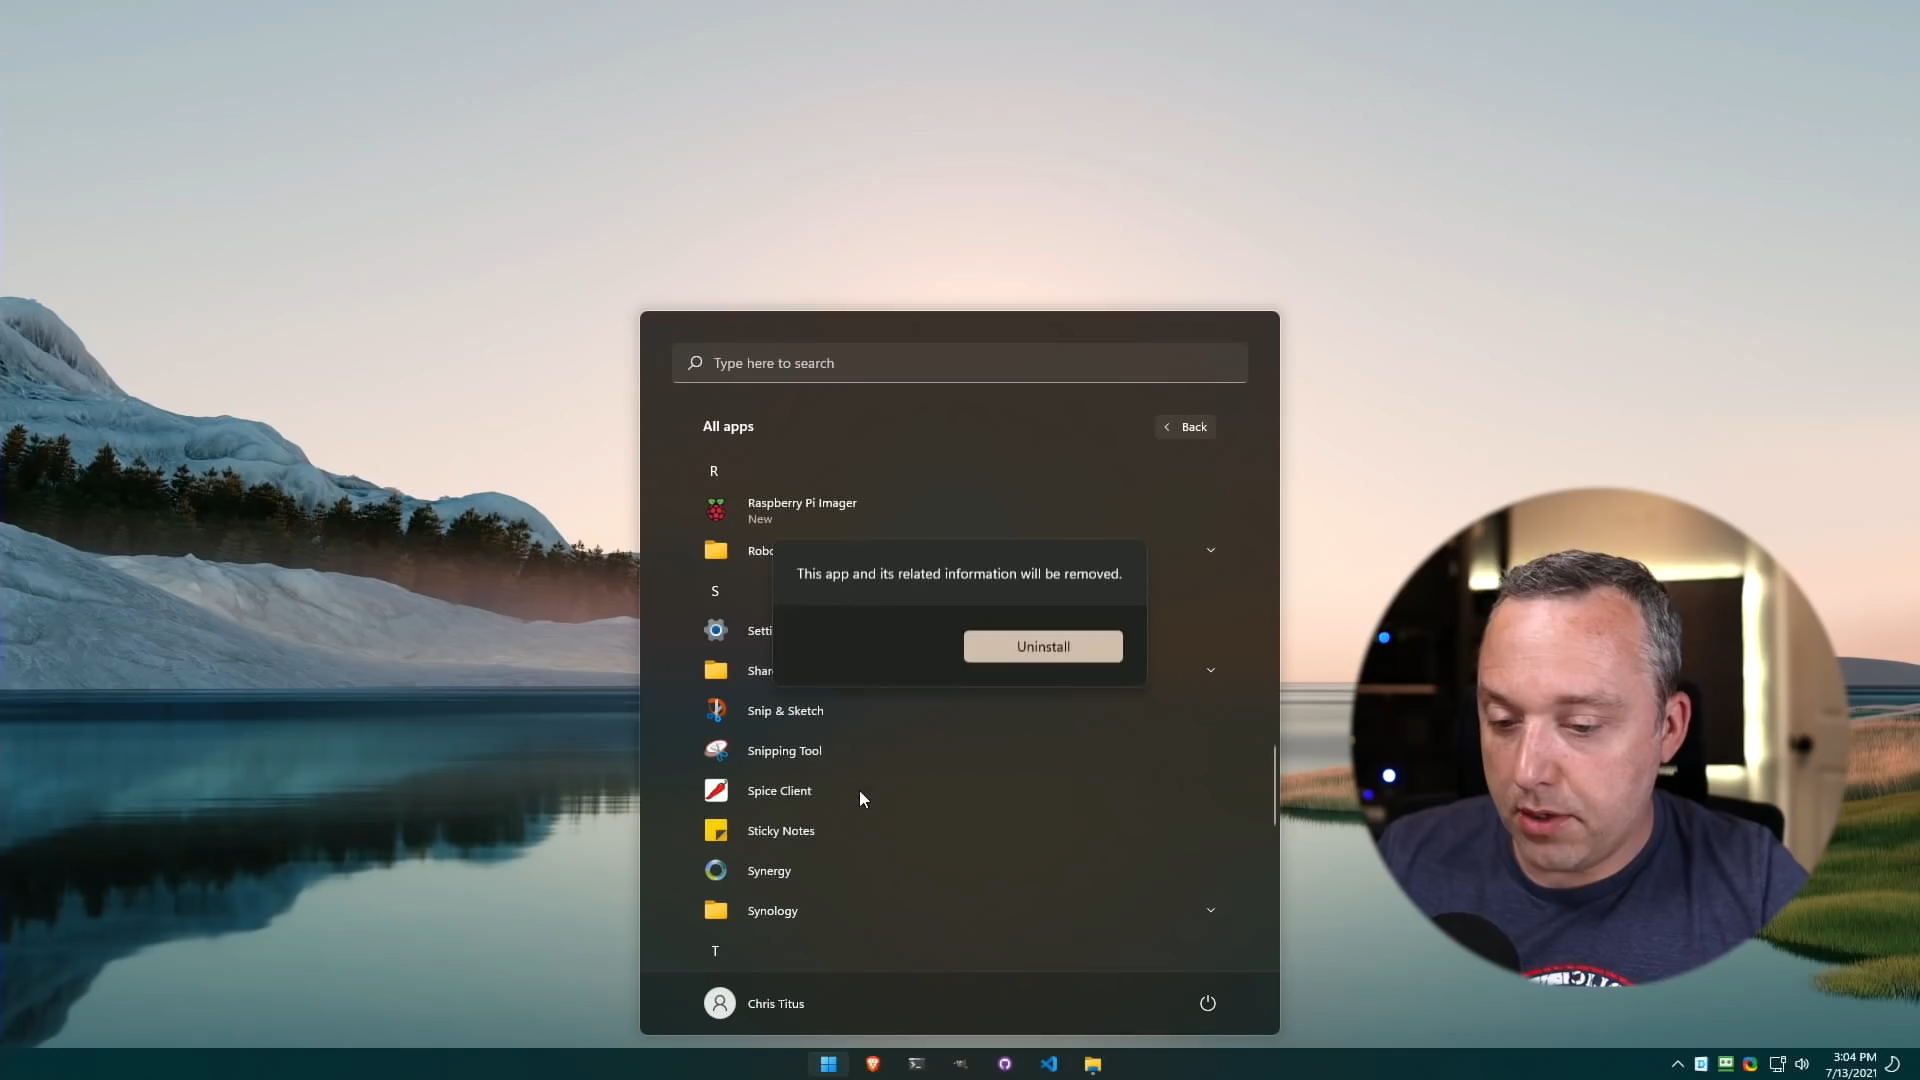 Type here to search
All apps
Back
R
Raspberry Pi Imager
New
Robo
This app and its related information will be removed.
S
Setti
Uninstall
Shar
Snip & Sketch
Snipping Tool
Spice Client
Sticky Notes
Synergy
Synology
T
Chris Titus
3:04 PM
7/13/2021